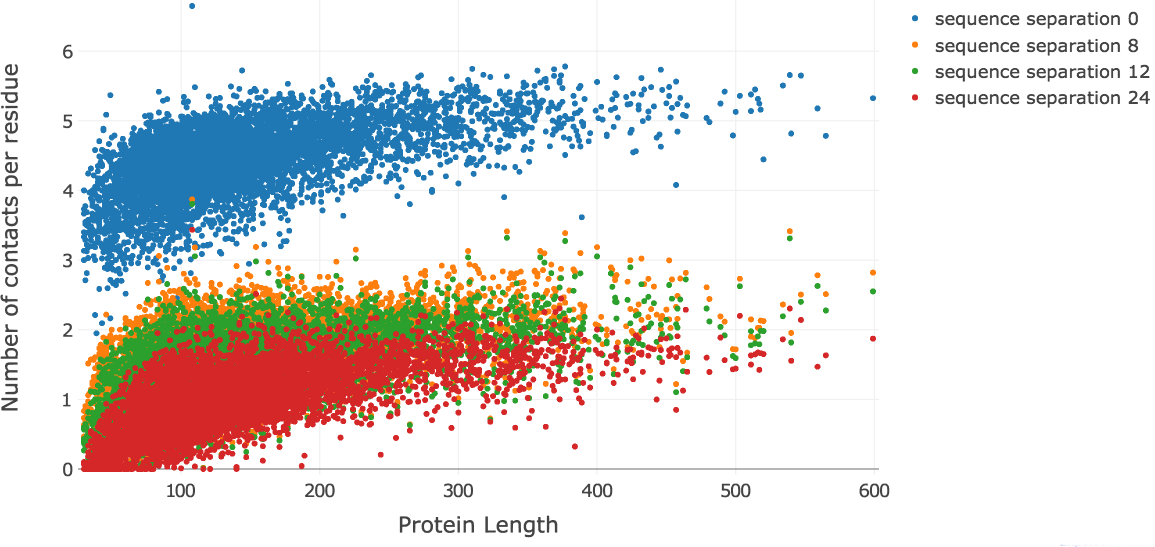 Number of contacts per residue
6
5
4
3
2
1
0
100 200 300 400 500 600
Protein Length
sequence separation 0
sequence separation 8
sequence separation 12
sequence separation 24